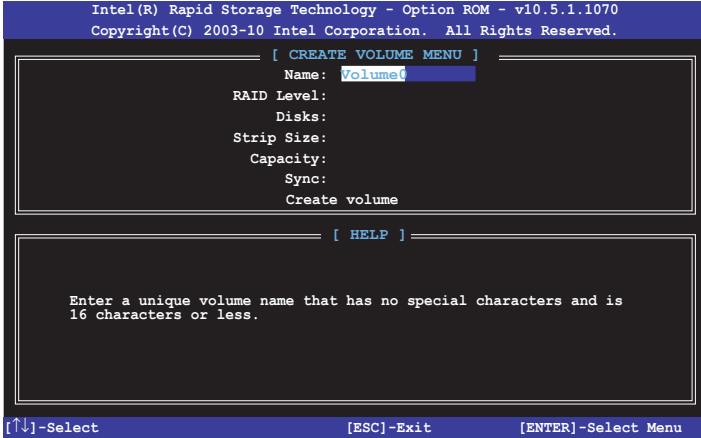 Intel(R) Rapid Storage Technology - Option ROM - v10.5.1.1070
Copyright(C) 2003-10 Intel Corporation. All Rights Reserved.
[ CREATE VOLUME MENU ]
Name: Volume0
RAID Level:
Disks:
Strip Size:
Capacity:
Sync:
Create volume
[ HELP ]
Enter a unique volume name that has no special characters and is
16 characters or less.
[↑↓]-Select [ESC]-Exit [ENTER]-Select Menu